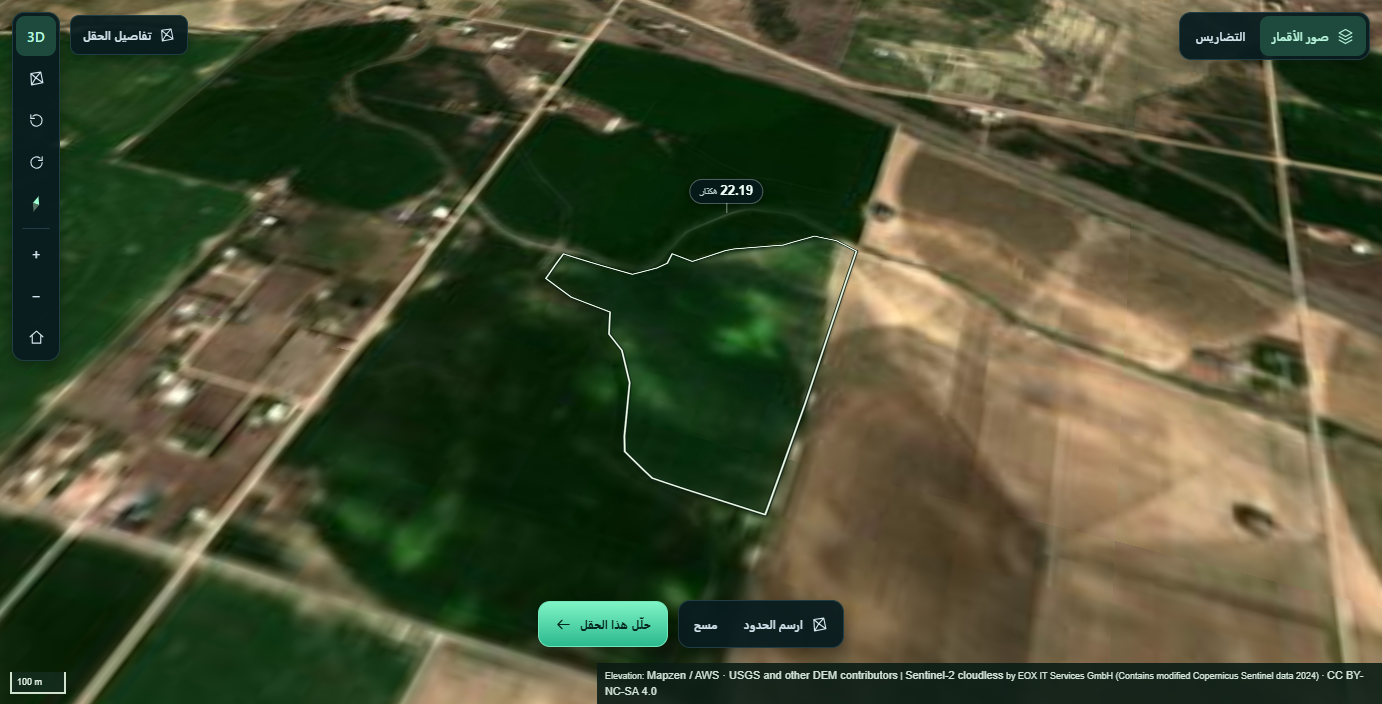 3D
تفاصيل الحقل
صور الأقمار
التضاريس
22.19 هكتار
+
−
ارسم الحدود
مسح
حلّل هذا الحقل
100 m
Elevation: Mapzen / AWS · USGS and other DEM contributors | Sentinel-2 cloudless by EOX IT Services GmbH (Contains modified Copernicus Sentinel data 2024) · CC BY-
NC-SA 4.0